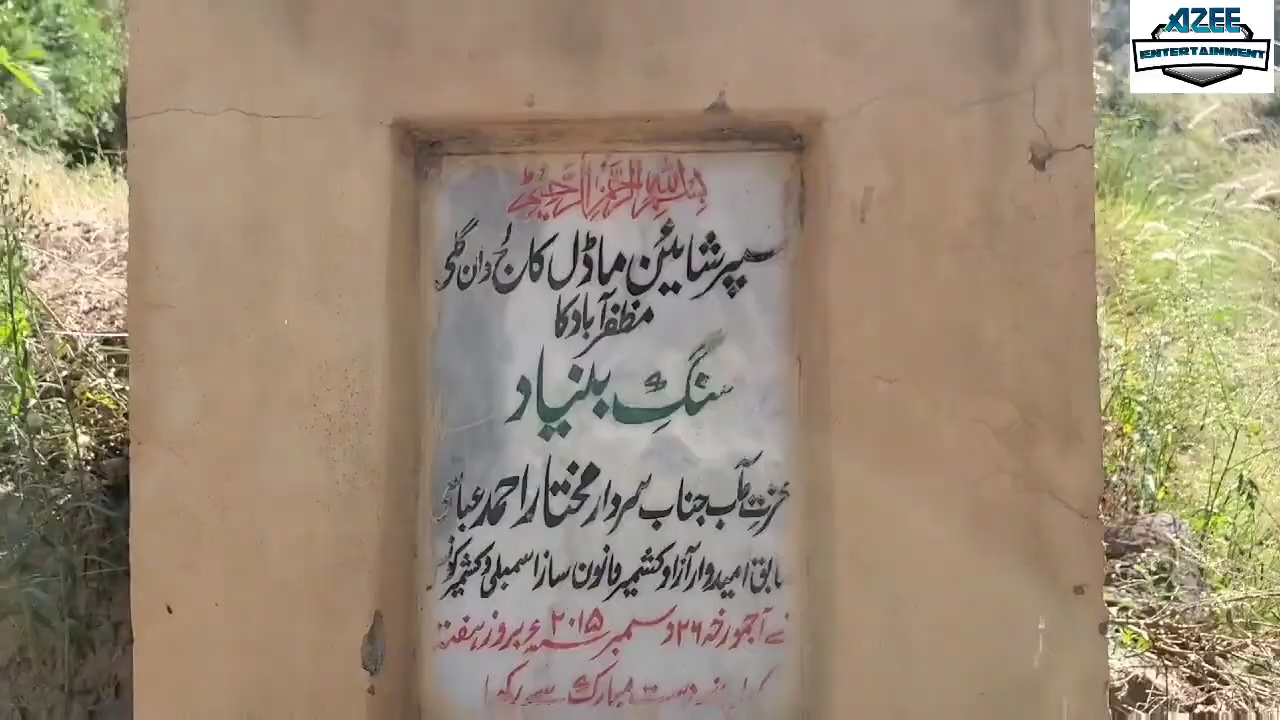 AIZEE
ENTERTAINMENT
بسم اللہ الرحمن الرحیم
سپر شاہین ماڈل کالج دان گلی
مظفرآباد کا
سنگِ بنیاد
عزت مآب جناب سردار مختار احمد عباسی
سابق امیدوار آزاد کشمیر قانون ساز اسمبلی و کشمیر کونسل
نے آج مورخہ ۲۶ دسمبر ۲۰۱۵ء بروز ہفتہ
دست مبارک سے رکھا